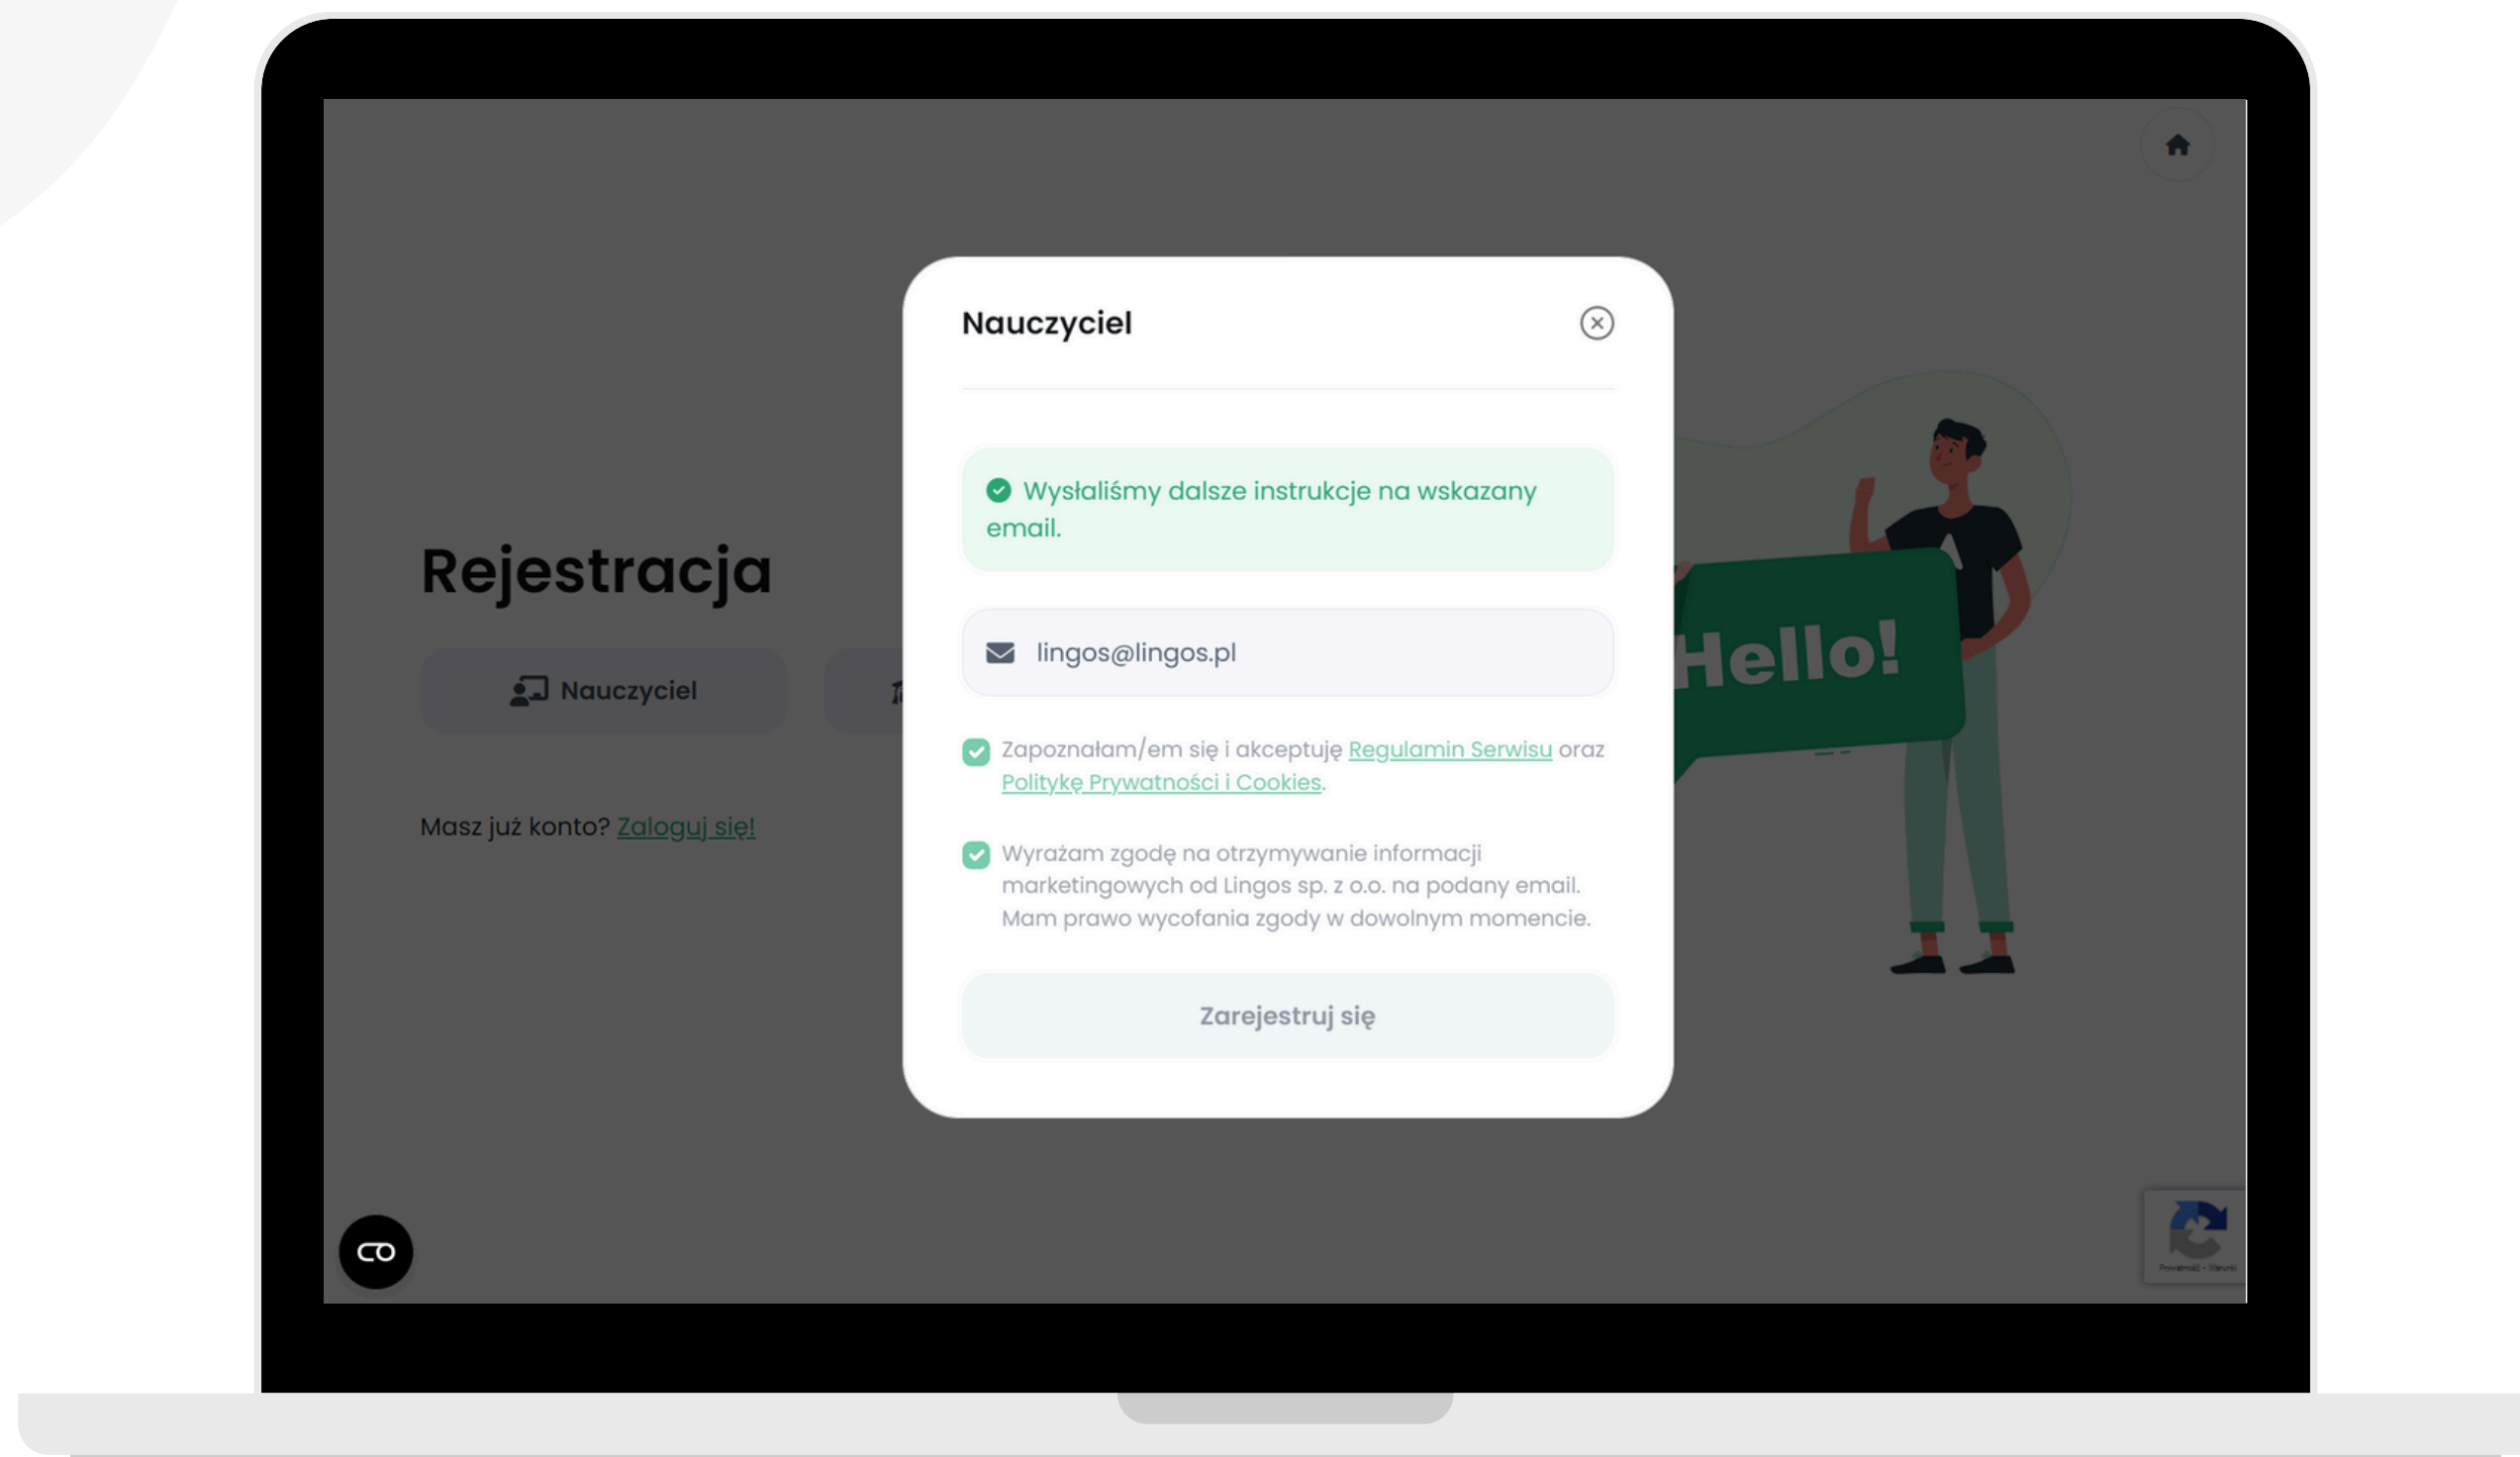 Nauczyciel
Wysłaliśmy dalsze instrukcje na wskazany
email.
lingos@lingos.pl
Zapoznałam/em się i akceptuję Regulamin Serwisu oraz
Politykę Prywatności i Cookies.
Wyrażam zgodę na otrzymywanie informacji
marketingowych od Lingos sp. z o.o. na podany email.
Mam prawo wycofania zgody w dowolnym momencie.
Zarejestruj się
Rejestracja
Nauczyciel
Masz już konto? Zaloguj się!
Hello!
Prywatność - Warunki